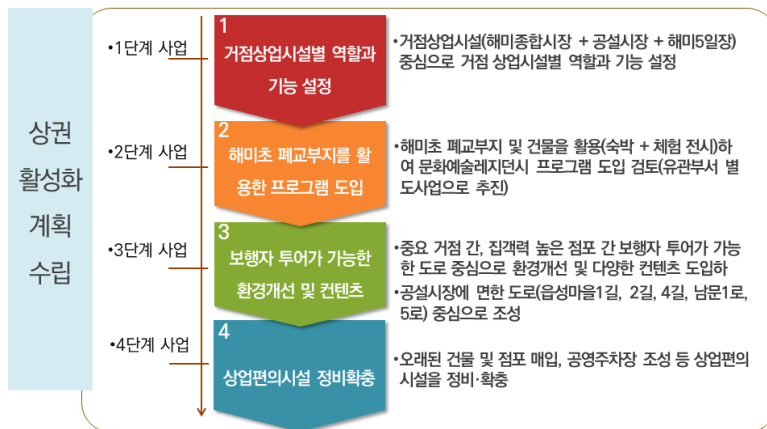 상권
활성화
계획
수립
•1단계 사업
1
거점상업시설별 역할과
기능 설정
•거점상업시설(해미종합시장 + 공설시장 + 해미5일장)
중심으로 거점 상업시설별 역할과 기능 설정
•2단계 사업
2
해미초 폐교부지를 활
용한 프로그램 도입
•해미초 폐교부지 및 건물을 활용(숙박 + 체험 전시)하
여 문화예술레지던시 프로그램 도입 검토(유관부서 별
도사업으로 추진)
•3단계 사업
3
보행자 투어가 가능한
환경개선 및 컨텐츠
•중요 거점 간, 집객력 높은 점포 간 보행자 투어가 가능
한 도로 중심으로 환경개선 및 다양한 컨텐츠 도입하
•공설시장에 면한 도로(읍성마을1길, 2길, 4길, 남문1로,
5로) 중심으로 조성
•4단계 사업
4
상업편의시설 정비확충
•오래된 건물 및 점포 매입, 공영주차장 조성 등 상업편의
시설을 정비·확충